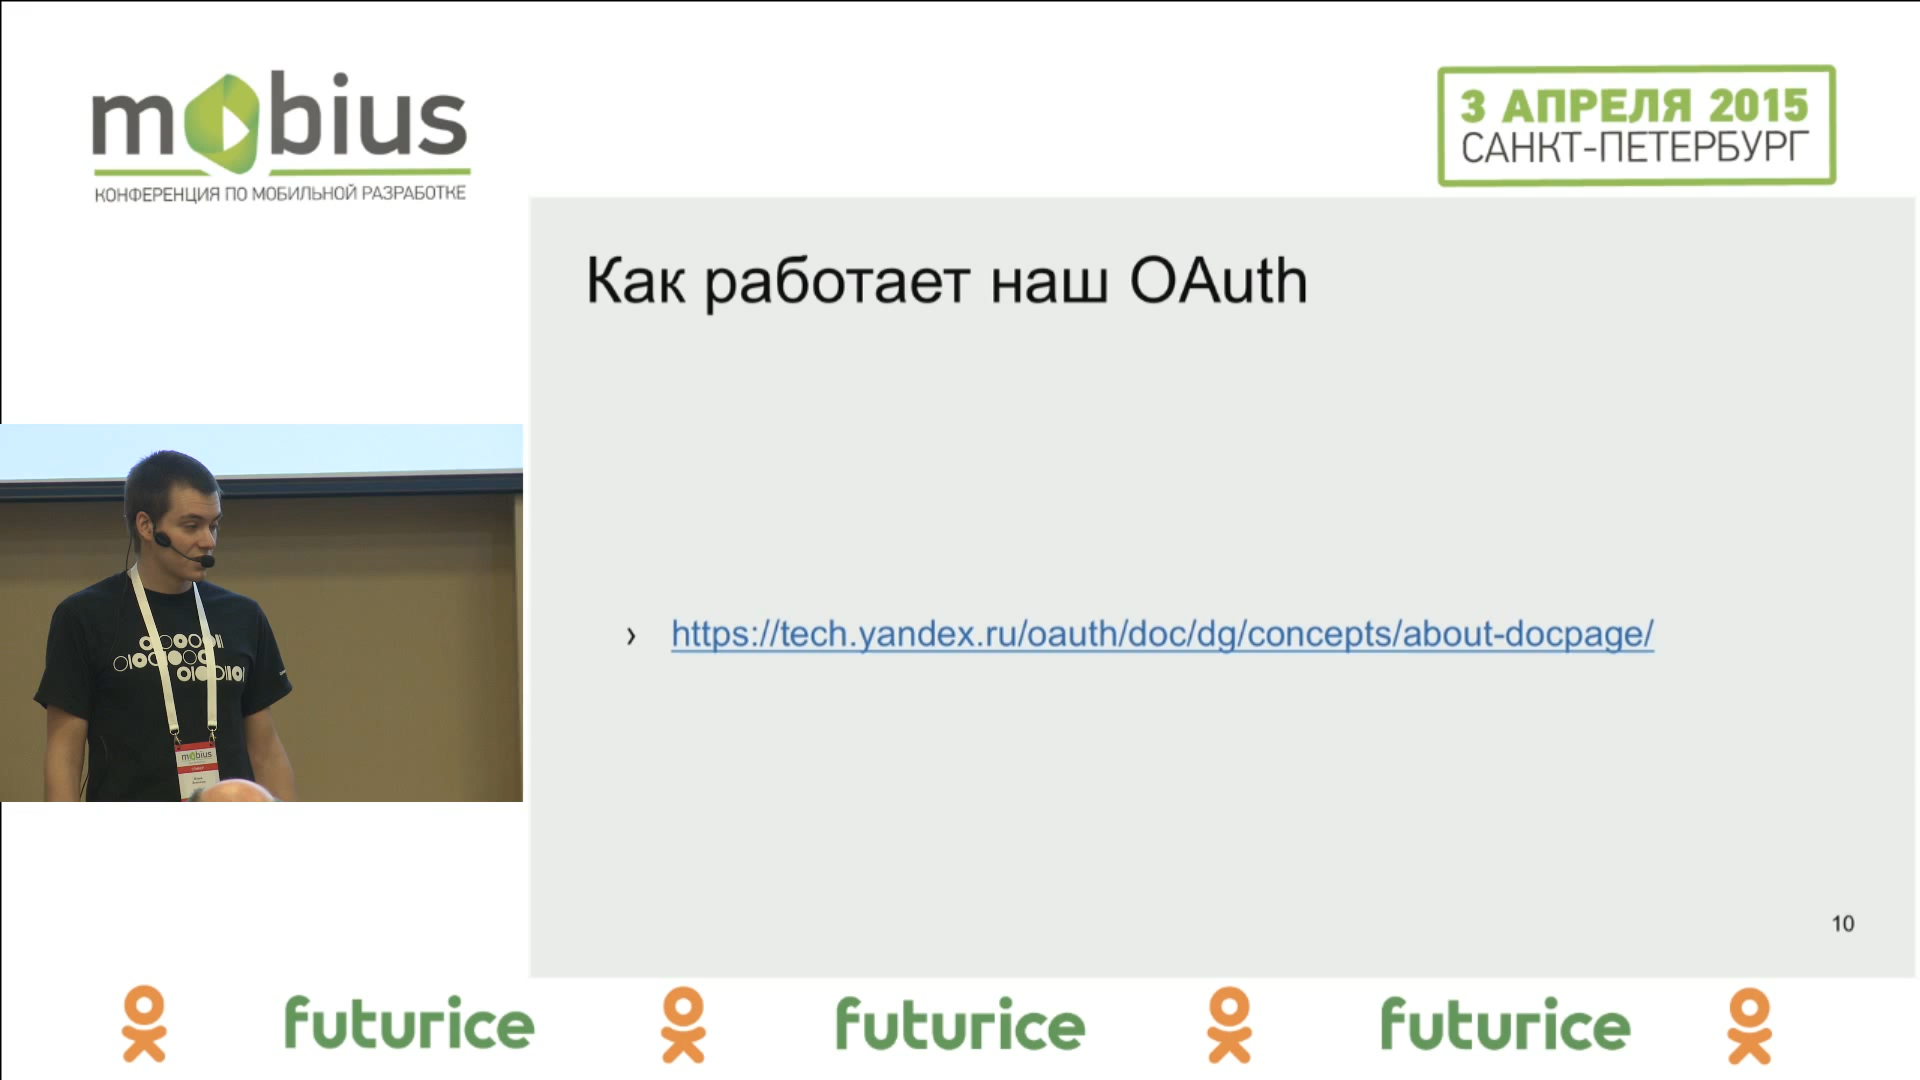 mobius
КОНФЕРЕНЦИЯ ПО МОБИЛЬНОЙ РАЗРАБОТКЕ
3 АПРЕЛЯ 2015
САНКТ-ПЕТЕРБУРГ
Как работает наш OAuth
› https://tech.yandex.ru/oauth/doc/dg/concepts/about-docpage/
10
mobius
futurice futurice futurice